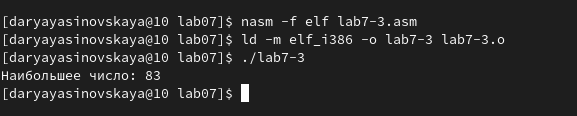 [daryayasinovskaya@10 lab07]$ nasm -f elf lab7-3.asm
[daryayasinovskaya@10 lab07]$ ld -m elf_i386 -o lab7-3 lab7-3.o
[daryayasinovskaya@10 lab07]$ ./lab7-3
Наибольшее число: 83
[daryayasinovskaya@10 lab07]$